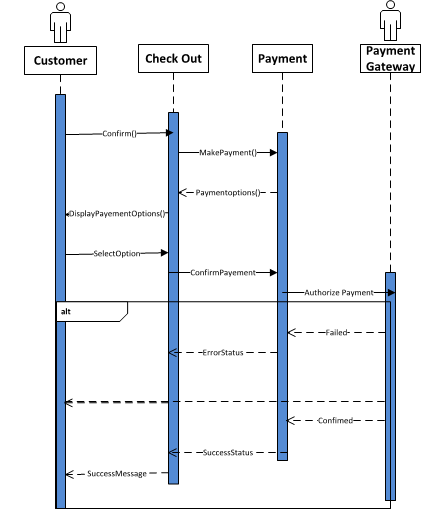 Customer
Check Out
Payment
Payment
Gateway
Confirm()
MakePayment()
Paymentoptions()
DisplayPayementOptions()
SelectOption
ConfirmPayement
Authorize Payment
alt
Failed
ErrorStatus
Confimed
SuccessStatus
SuccessMessage